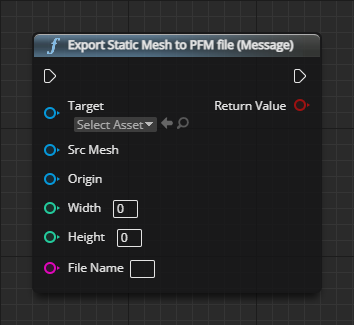 f Export Static Mesh to PFM file (Message)
Target Return Value
Select Asset
Src Mesh
Origin
Width 0
Height 0
File Name